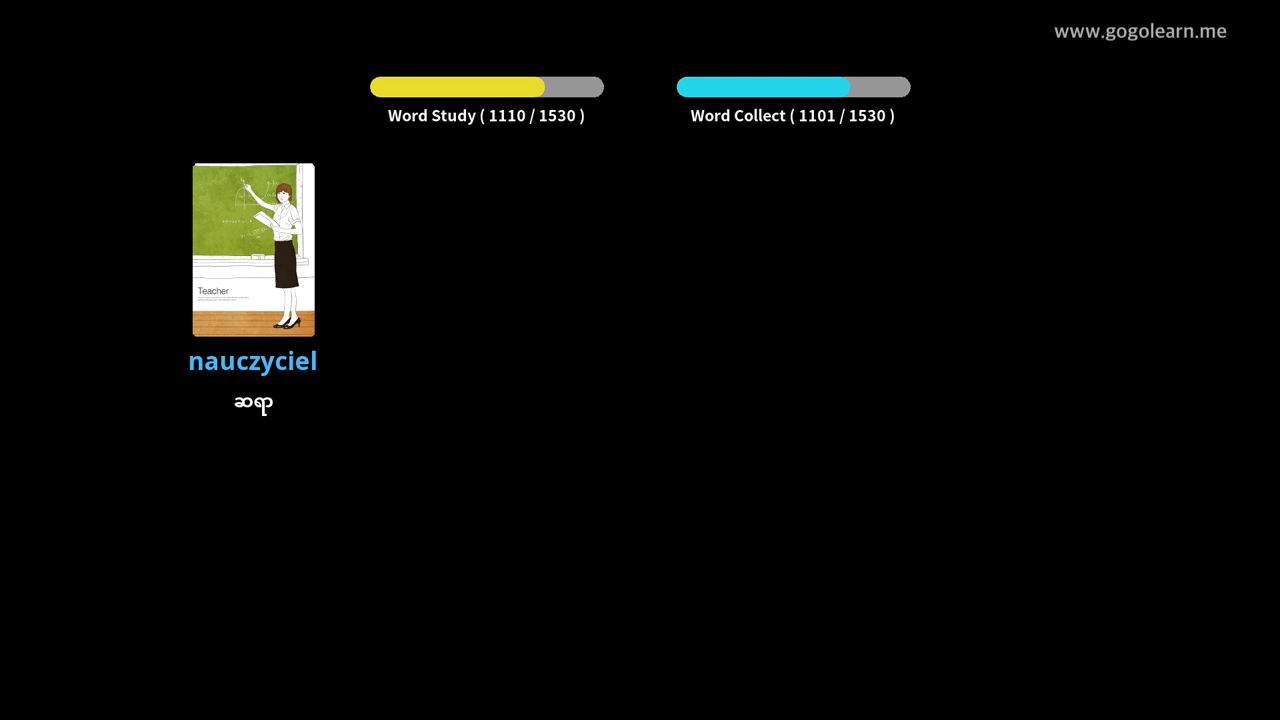 www.gogolearn.me
Word Study ( 1110 / 1530 )
Word Collect ( 1101 / 1530 )
Teacher
nauczyciel
ဆရာ